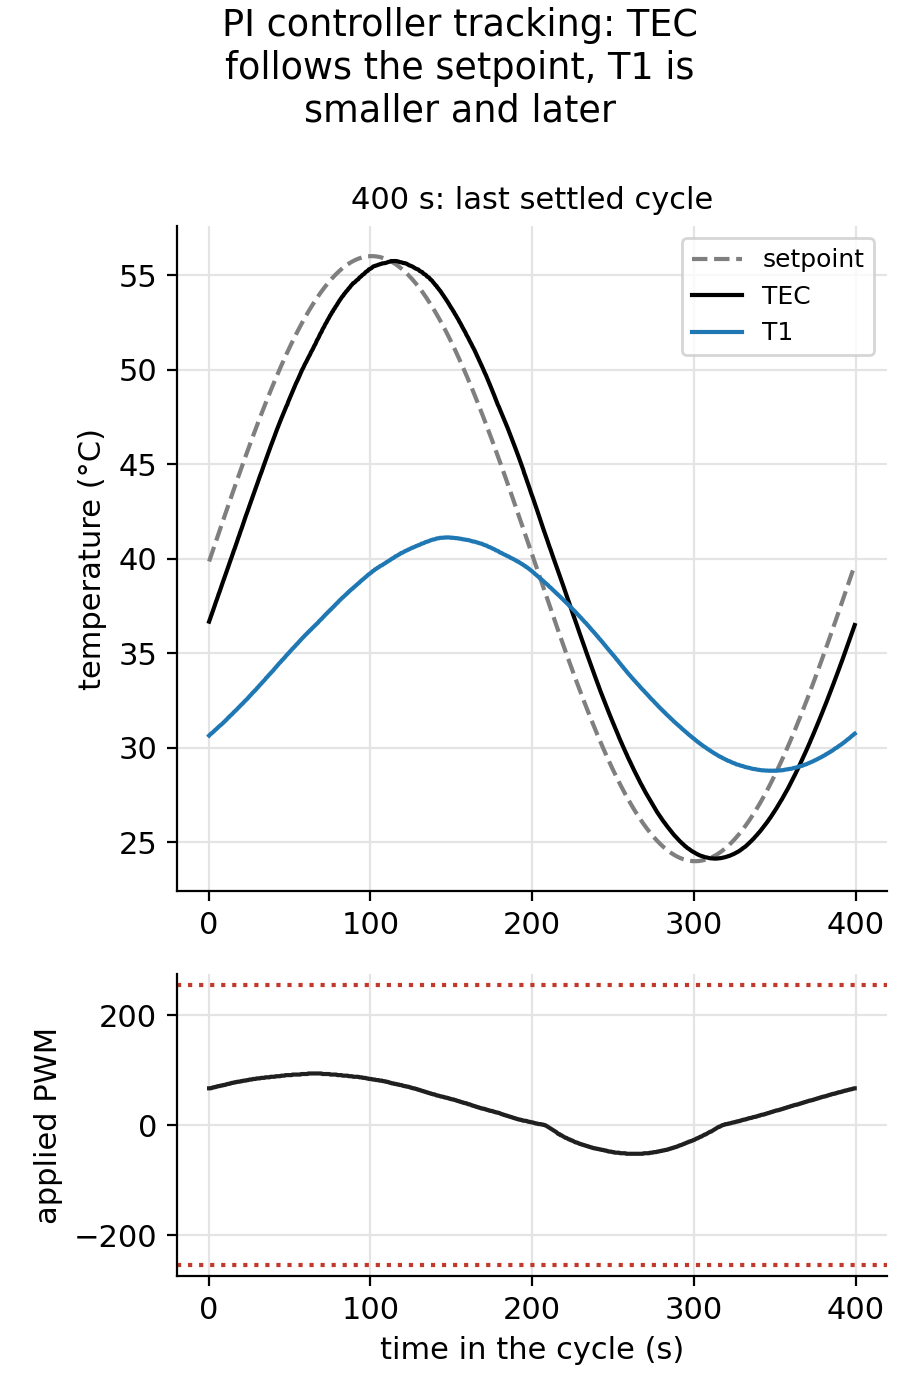 PI controller tracking: TEC
follows the setpoint, T1 is
smaller and later
400 s: last settled cycle
setpoint
TEC
T1
temperature (°C)
55
50
45
40
35
30
25
0 100 200 300 400
applied PWM
200
0
−200
0 100 200 300 400
time in the cycle (s)